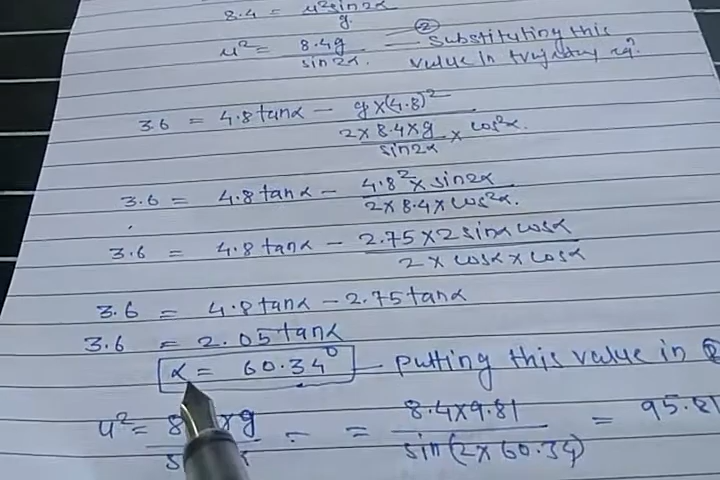 8.4 = u²sin2α / g
u² = 8.4g / sin2α. — ② Substituting this
value in trajectory eqⁿ.
3.6 = 4.8 tanα − g×(4.8)² / (2×8.4×g / sin2α × cos²α.)
3.6 = 4.8 tanα − 4.8²× sin2α / 2×8.4×cos²α.
3.6 = 4.8 tanα − 2.75×2 sinα cosα / 2× cosα× cosα
3.6 = 4.8 tanα − 2.75 tanα
3.6 = 2.05 tanα
α = 60.34° — putting this value in ②
u² = 8 ×g = = 8.4×9.81 / sin(2×60.34) = 95.81